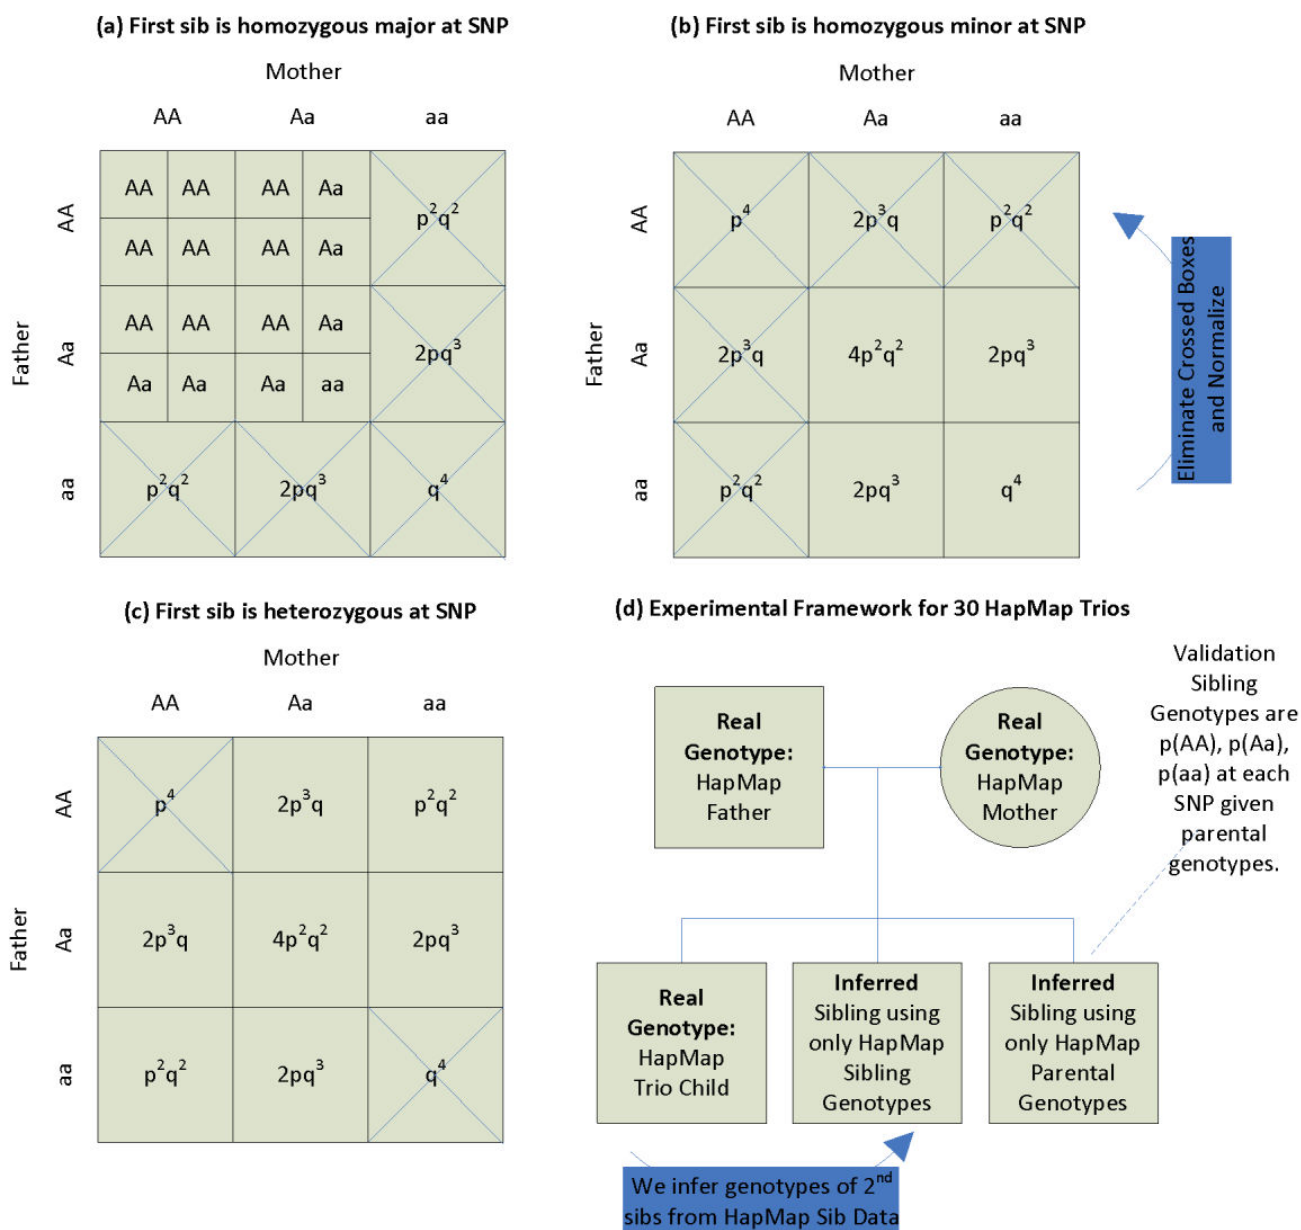 (a) First sib is homozygous major at SNP
Mother
AA Aa aa
Father
AA
Aa
aa
AA AA AA Aa p²q²
AA AA AA Aa
AA AA AA Aa 2pq³
Aa Aa Aa aa
p²q² 2pq³ q⁴
(b) First sib is homozygous minor at SNP
Mother
AA Aa aa
Father
AA
Aa
aa
p⁴ 2p³q p²q²
2p³q 4p²q² 2pq³
p²q² 2pq³ q⁴
Eliminate Crossed Boxes
and Normalize
(c) First sib is heterozygous at SNP
Mother
AA Aa aa
Father
AA
Aa
aa
p⁴ 2p³q p²q²
2p³q 4p²q² 2pq³
p²q² 2pq³ q⁴
(d) Experimental Framework for 30 HapMap Trios
Real
Genotype:
HapMap
Father
Real
Genotype:
HapMap
Mother
Validation
Sibling
Genotypes are
p(AA), p(Aa),
p(aa) at each
SNP given
parental
genotypes.
Real
Genotype:
HapMap
Trio Child
Inferred
Sibling using
only HapMap
Sibling
Genotypes
Inferred
Sibling using
only HapMap
Parental
Genotypes
We infer genotypes of 2ⁿᵈ
sibs from HapMap Sib Data